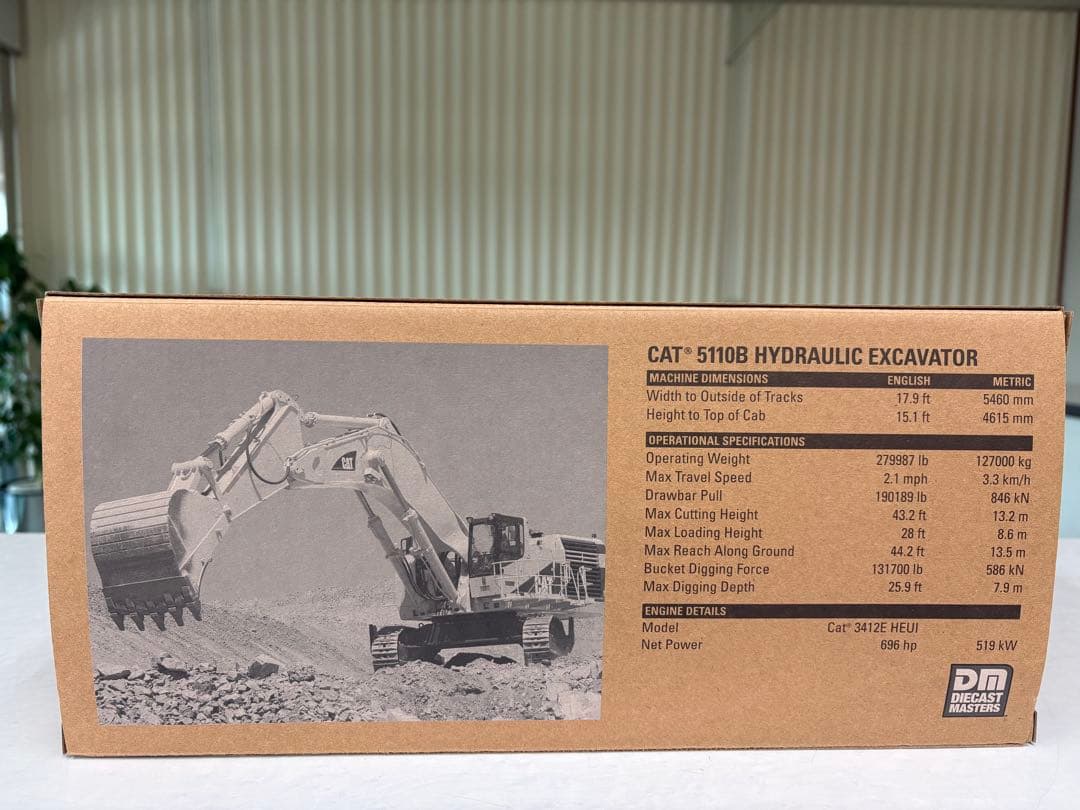 CAT
CAT® 5110B HYDRAULIC EXCAVATOR
MACHINE DIMENSIONS ENGLISH METRIC
Width to Outside of Tracks 17.9 ft 5460 mm
Height to Top of Cab 15.1 ft 4615 mm
OPERATIONAL SPECIFICATIONS
Operating Weight 279987 lb 127000 kg
Max Travel Speed 2.1 mph 3.3 km/h
Drawbar Pull 190189 lb 846 kN
Max Cutting Height 43.2 ft 13.2 m
Max Loading Height 28 ft 8.6 m
Max Reach Along Ground 44.2 ft 13.5 m
Bucket Digging Force 131700 lb 586 kN
Max Digging Depth 25.9 ft 7.9 m
ENGINE DETAILS
Model Cat® 3412E HEUI
Net Power 696 hp 519 kW
DM
DIECAST
MASTERS